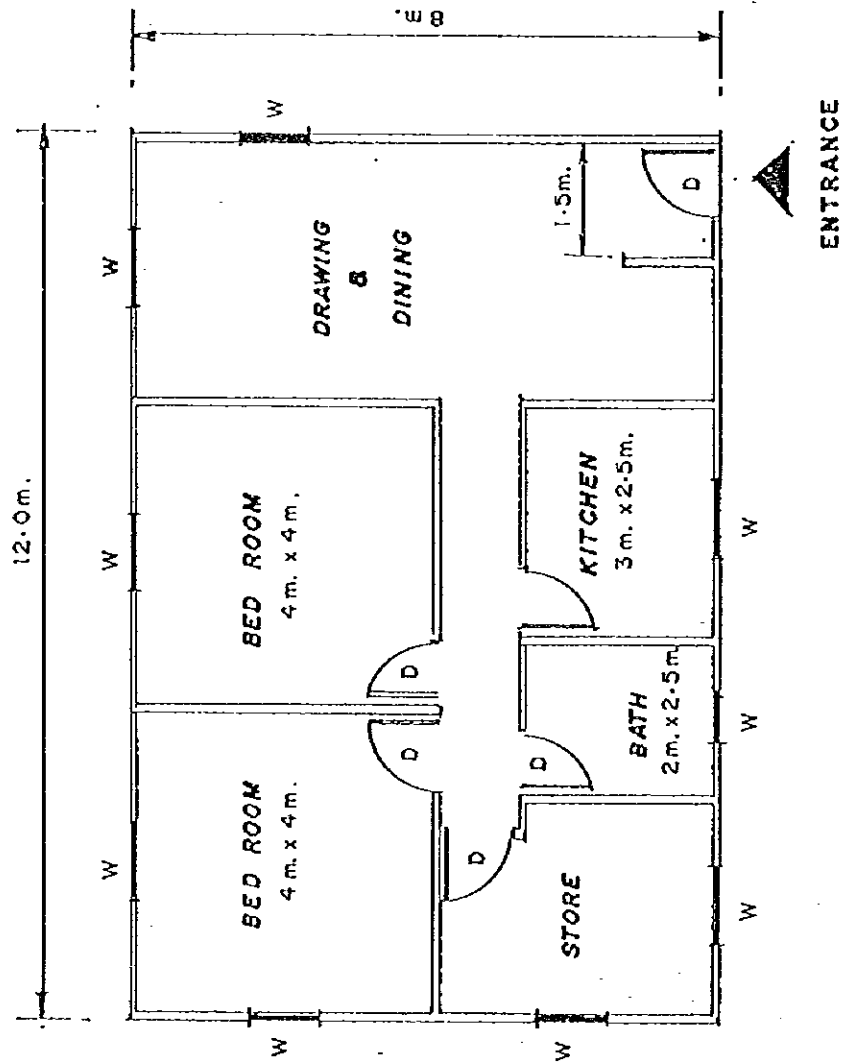 12.0m.
W
W
W
BED ROOM
4 m. x 4 m.
BED ROOM
4 m. x 4 m.
W
W
DRAWING
&
DINING
8 m.
D
D
D
D
W
STORE
1.5m.
KITCHEN
3 m. x 2.5m.
BATH
2m. x 2.5m
D
W
W
W
ENTRANCE